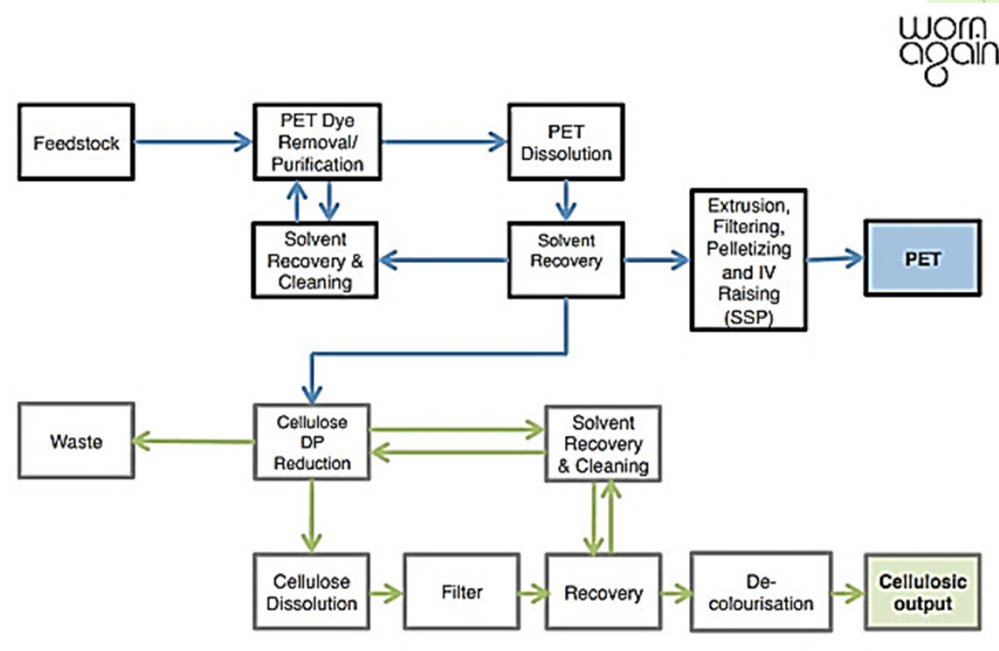 worn
again
Feedstock
PET Dye
Removal/
Purification
PET
Dissolution
Solvent
Recovery &
Cleaning
Solvent
Recovery
Extrusion,
Filtering,
Pelletizing
and IV
Raising
(SSP)
PET
Waste
Cellulose
DP
Reduction
Solvent
Recovery
& Cleaning
Cellulose
Dissolution
Filter
Recovery
De-
colourisation
Cellulosic
output